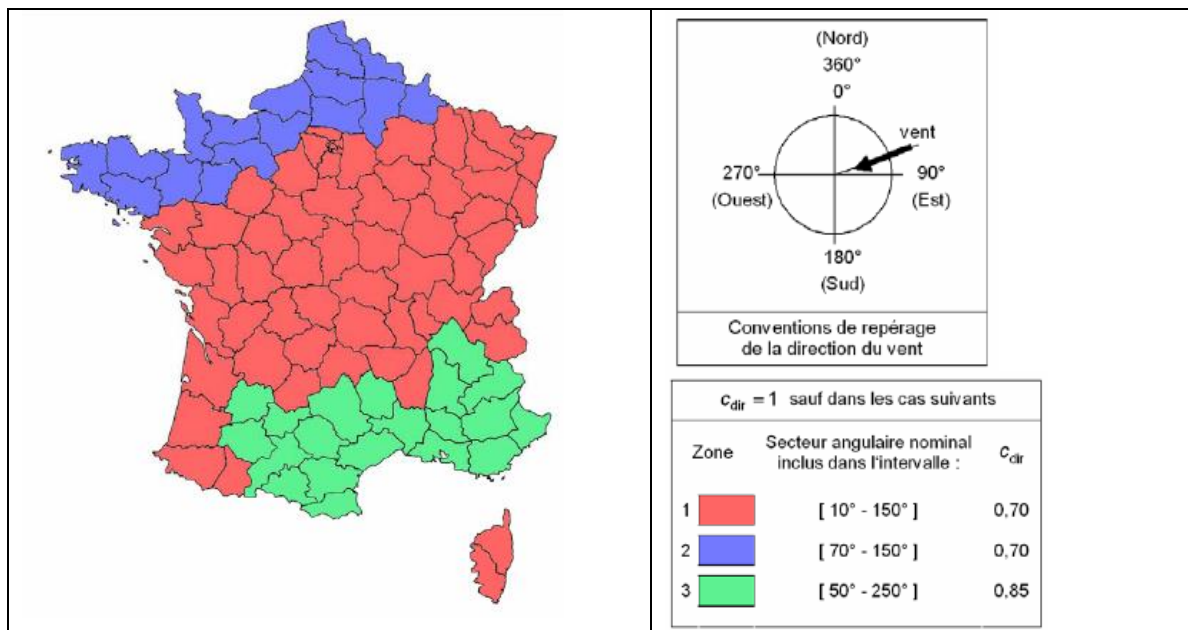 (Nord)
360°
0°
vent
270°
90°
(Ouest)
(Est)
180°
(Sud)
Conventions de repérage
de la direction du vent
Cdir = 1 sauf dans les cas suivants
Zone Secteur angulaire nominal inclus dans l'intervalle : Cdir
1 [ 10° - 150° ] 0,70
2 [ 70° - 150° ] 0,70
3 [ 50° - 250° ] 0,85